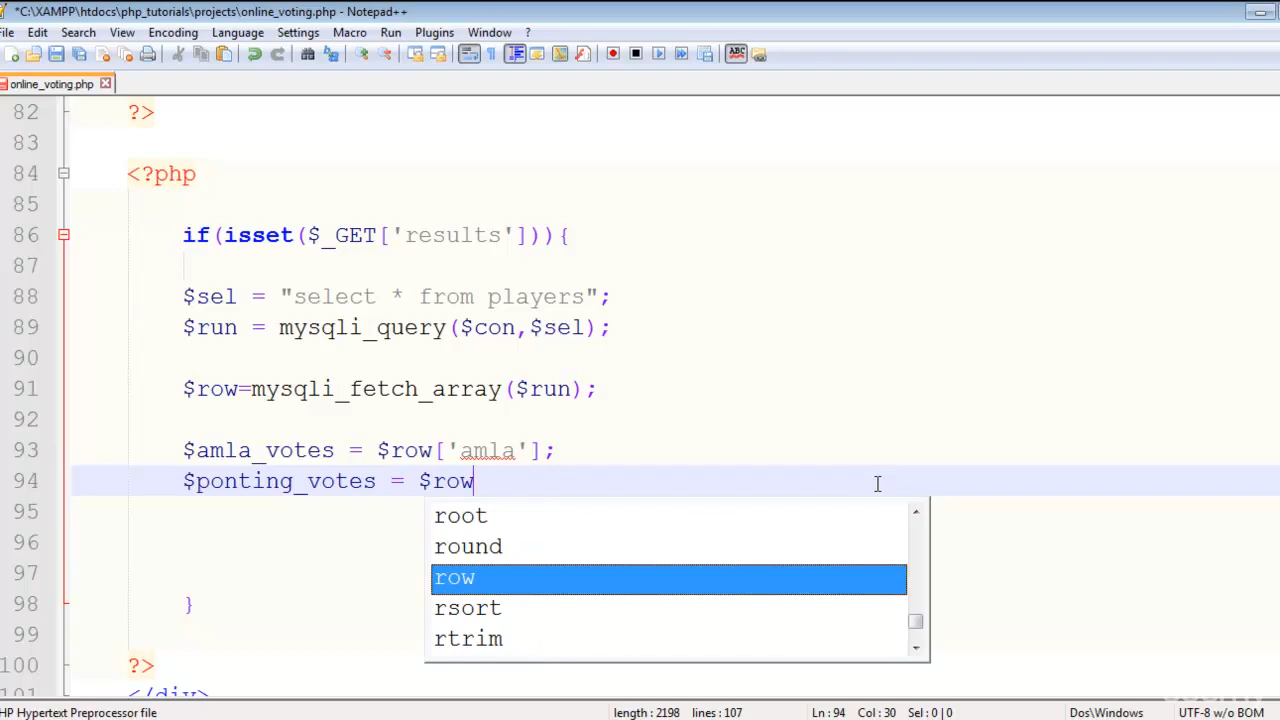 *C:\XAMPP\htdocs\php_tutorials\projects\online_voting.php - Notepad++
File Edit Search View Encoding Language Settings Macro Run Plugins Window ?
online_voting.php
82 ?>
83
84 <?php
85
86 if(isset($_GET['results'])){
87
88 $sel = "select * from players";
89 $run = mysqli_query($con,$sel);
90
91 $row=mysqli_fetch_array($run);
92
93 $amla_votes = $row['amla'];
94 $ponting_votes = $row
95 root
96 round
97 row
98 } rsort
99 rtrim
100 ?>
101 </div>
HP Hypertext Preprocessor file length : 2198 lines : 107 Ln : 94 Col : 30 Sel : 0 | 0 Dos\Windows UTF-8 w/o BOM